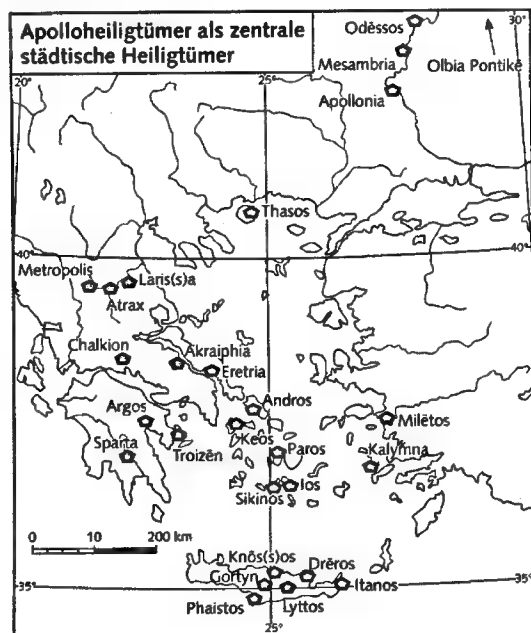 Apolloheiligtümer als zentrale
städtische Heiligtümer
Odēssos
Mesambria
Olbia Pontikē
Apollonia
20°
25°
30°
Thasos
40°
40°
Metropolis
Laris(s)a
Atrax
Chalkion
Akraiphia
Eretria
Andros
Argos
Milētos
Keos
Sparta
Troizēn
Paros
Kalymna
Sikinos
Ios
0 10 20 200 km
Knōs(s)os
Drēros
Gortyn
35°
Itanos
35°
Phaistos
Lyttos
25°